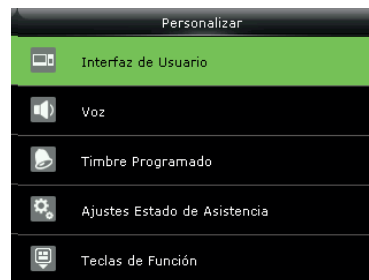 Personalizar
Interfaz de Usuario
Voz
Timbre Programado
Ajustes Estado de Asistencia
Teclas de Función